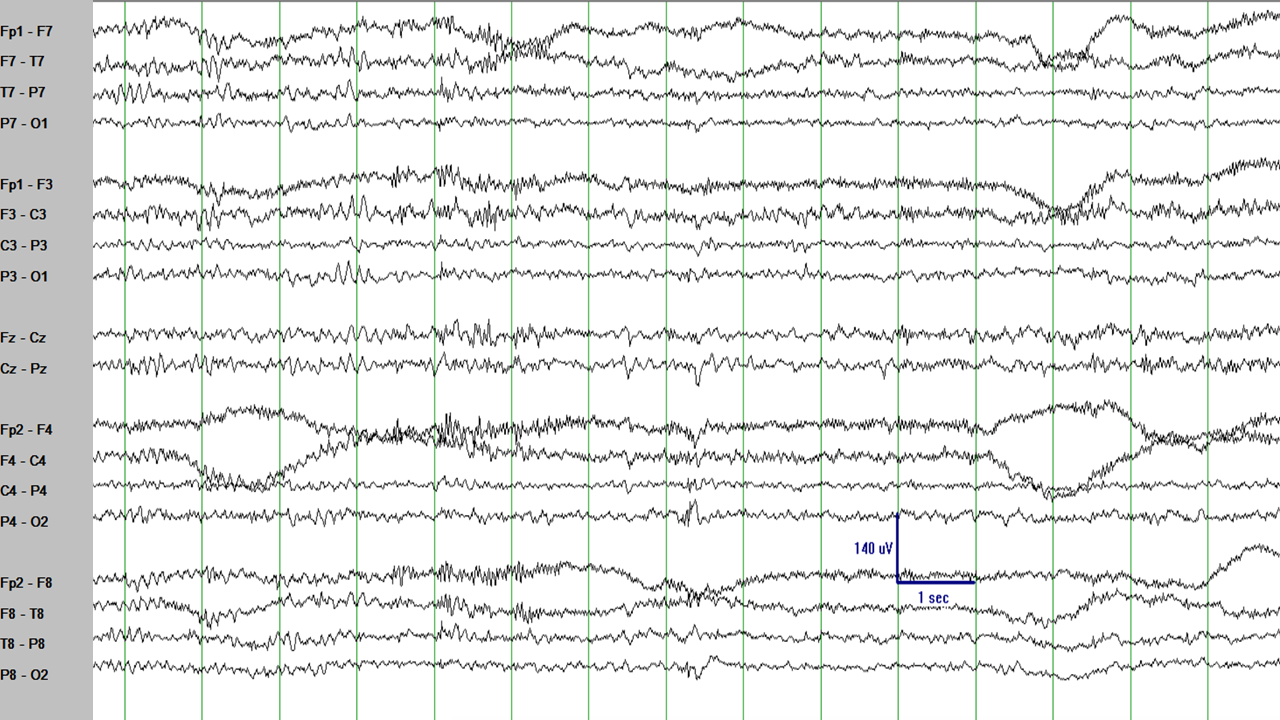 Fp1 - F7
F7 - T7
T7 - P7
P7 - O1
Fp1 - F3
F3 - C3
C3 - P3
P3 - O1
Fz - Cz
Cz - Pz
Fp2 - F4
F4 - C4
C4 - P4
P4 - O2
140 uV
Fp2 - F8
1 sec
F8 - T8
T8 - P8
P8 - O2